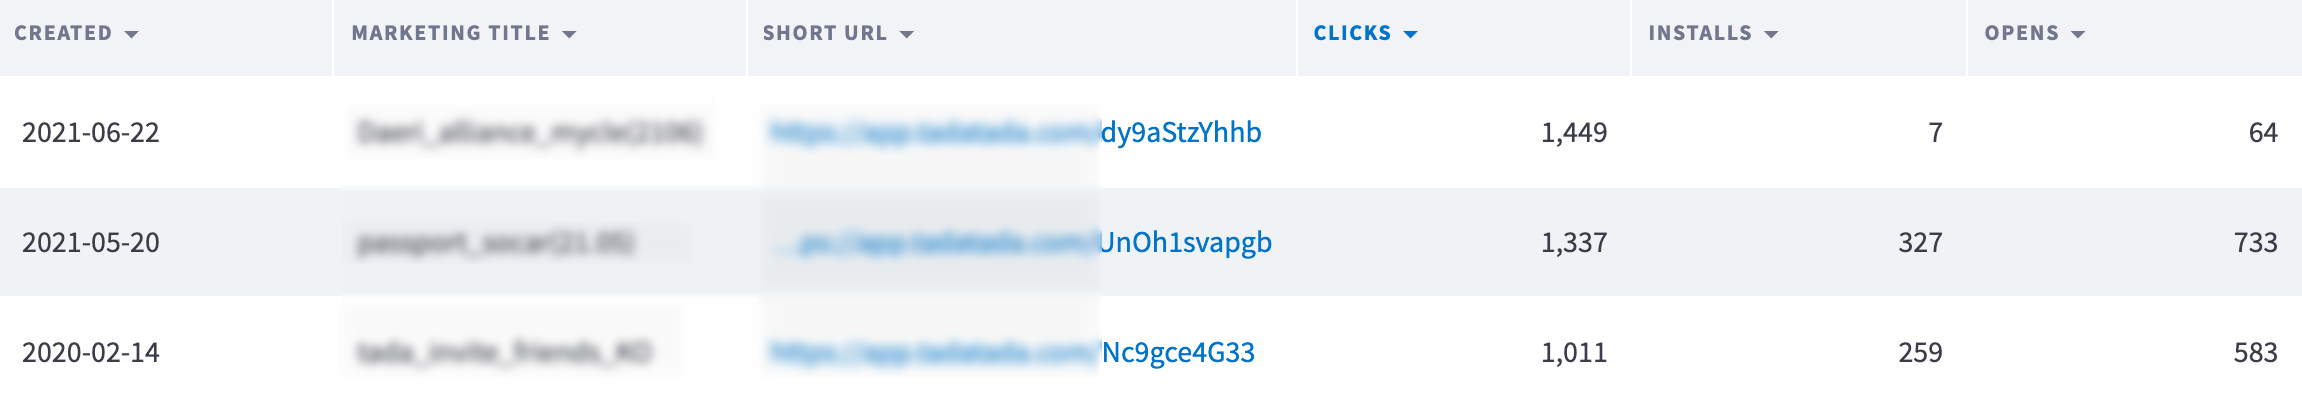 CREATED MARKETING TITLE SHORT URL CLICKS INSTALLS OPENS
2021-06-22 dy9aStzYhhb 1,449 7 64
2021-05-20 UnOh1svapgb 1,337 327 733
2020-02-14 Nc9gce4G33 1,011 259 583